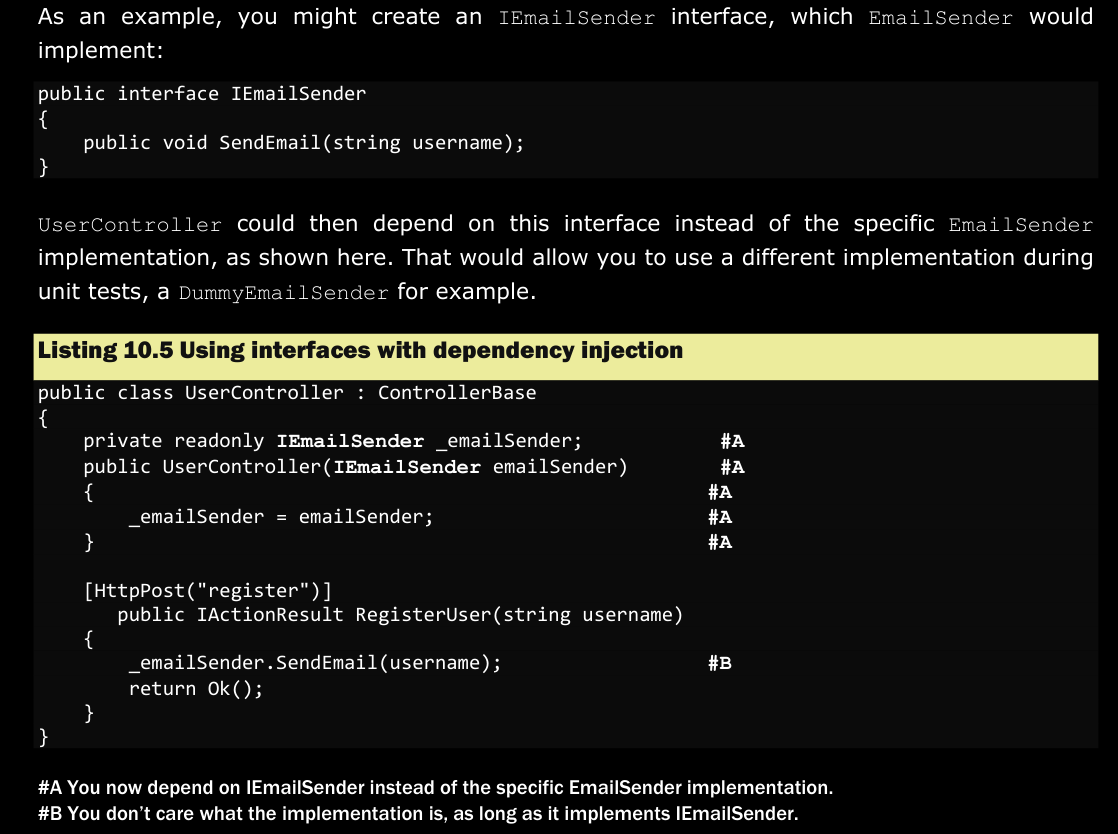 As an example, you might create an IEmailSender interface, which EmailSender would
implement:
public interface IEmailSender
{
    public void SendEmail(string username);
}
UserController could then depend on this interface instead of the specific EmailSender
implementation, as shown here. That would allow you to use a different implementation during
unit tests, a DummyEmailSender for example.
Listing 10.5 Using interfaces with dependency injection
public class UserController : ControllerBase
{
    private readonly IEmailSender _emailSender;            #A
    public UserController(IEmailSender emailSender)        #A
    {                                                      #A
        _emailSender = emailSender;                        #A
    }                                                      #A
    [HttpPost("register")]
       public IActionResult RegisterUser(string username)
    {
        _emailSender.SendEmail(username);                  #B
        return Ok();
    }
}
#A You now depend on IEmailSender instead of the specific EmailSender implementation.
#B You don’t care what the implementation is, as long as it implements IEmailSender.